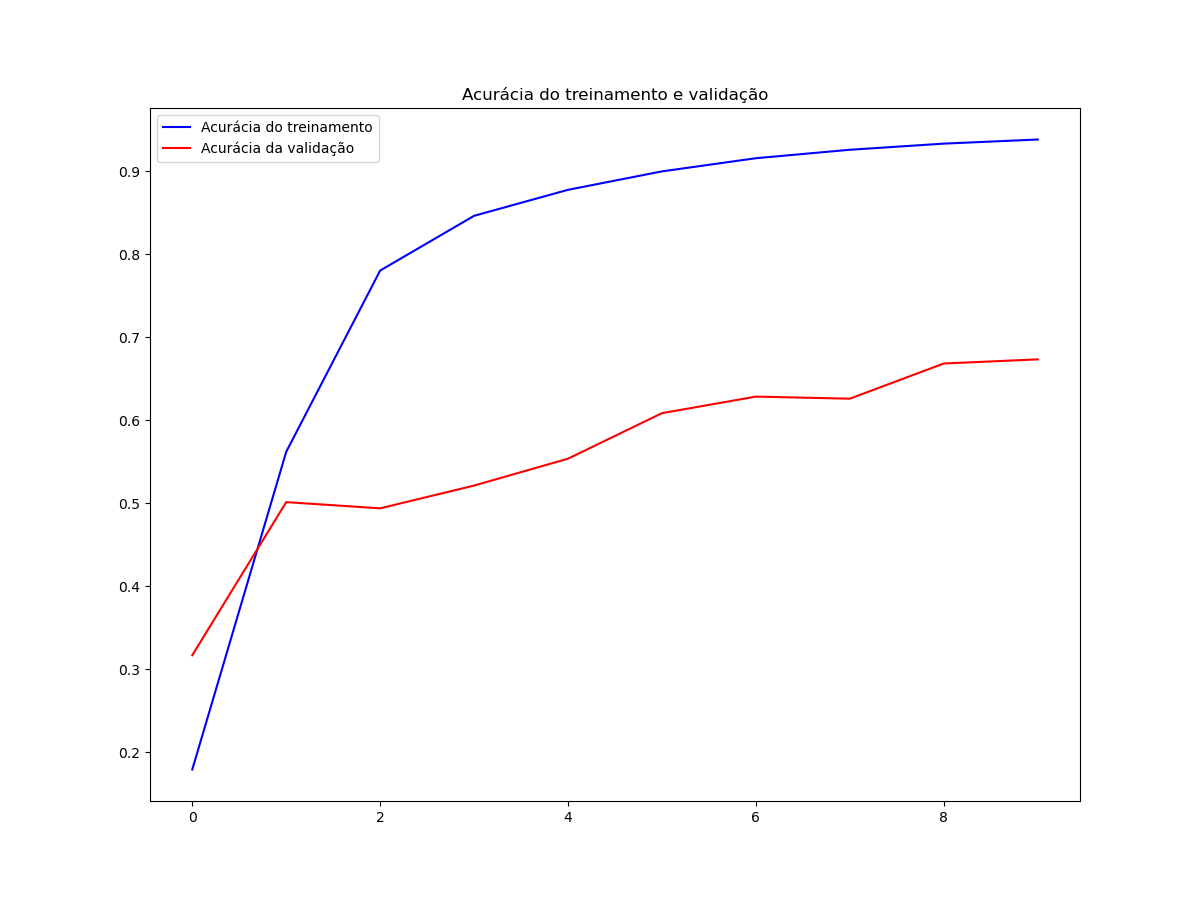 Acurácia do treinamento e validação
Acurácia do treinamento
Acurácia da validação
0.9
0.8
0.7
0.6
0.5
0.4
0.3
0.2
0 2 4 6 8